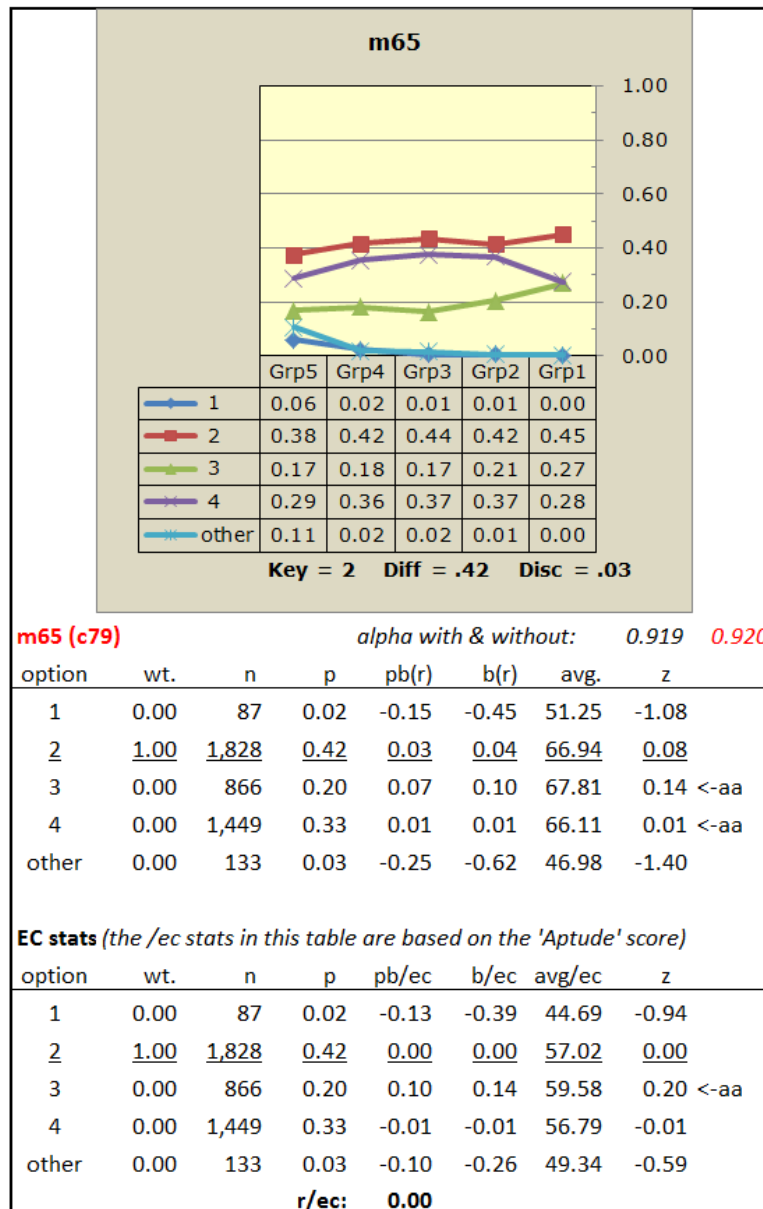 m65
1.00
0.80
0.60
0.40
0.20
0.00
Grp5 Grp4 Grp3 Grp2 Grp1
1 0.06 0.02 0.01 0.01 0.00
2 0.38 0.42 0.44 0.42 0.45
3 0.17 0.18 0.17 0.21 0.27
4 0.29 0.36 0.37 0.37 0.28
other 0.11 0.02 0.02 0.01 0.00
Key = 2 Diff = .42 Disc = .03
m65 (c79) alpha with & without: 0.919 0.920
option wt. n p pb(r) b(r) avg. z
1 0.00 87 0.02 -0.15 -0.45 51.25 -1.08
2 1.00 1,828 0.42 0.03 0.04 66.94 0.08
3 0.00 866 0.20 0.07 0.10 67.81 0.14 <-aa
4 0.00 1,449 0.33 0.01 0.01 66.11 0.01 <-aa
other 0.00 133 0.03 -0.25 -0.62 46.98 -1.40
EC stats (the /ec stats in this table are based on the 'Aptude' score)
option wt. n p pb/ec b/ec avg/ec z
1 0.00 87 0.02 -0.13 -0.39 44.69 -0.94
2 1.00 1,828 0.42 0.00 0.00 57.02 0.00
3 0.00 866 0.20 0.10 0.14 59.58 0.20 <-aa
4 0.00 1,449 0.33 -0.01 -0.01 56.79 -0.01
other 0.00 133 0.03 -0.10 -0.26 49.34 -0.59
r/ec: 0.00